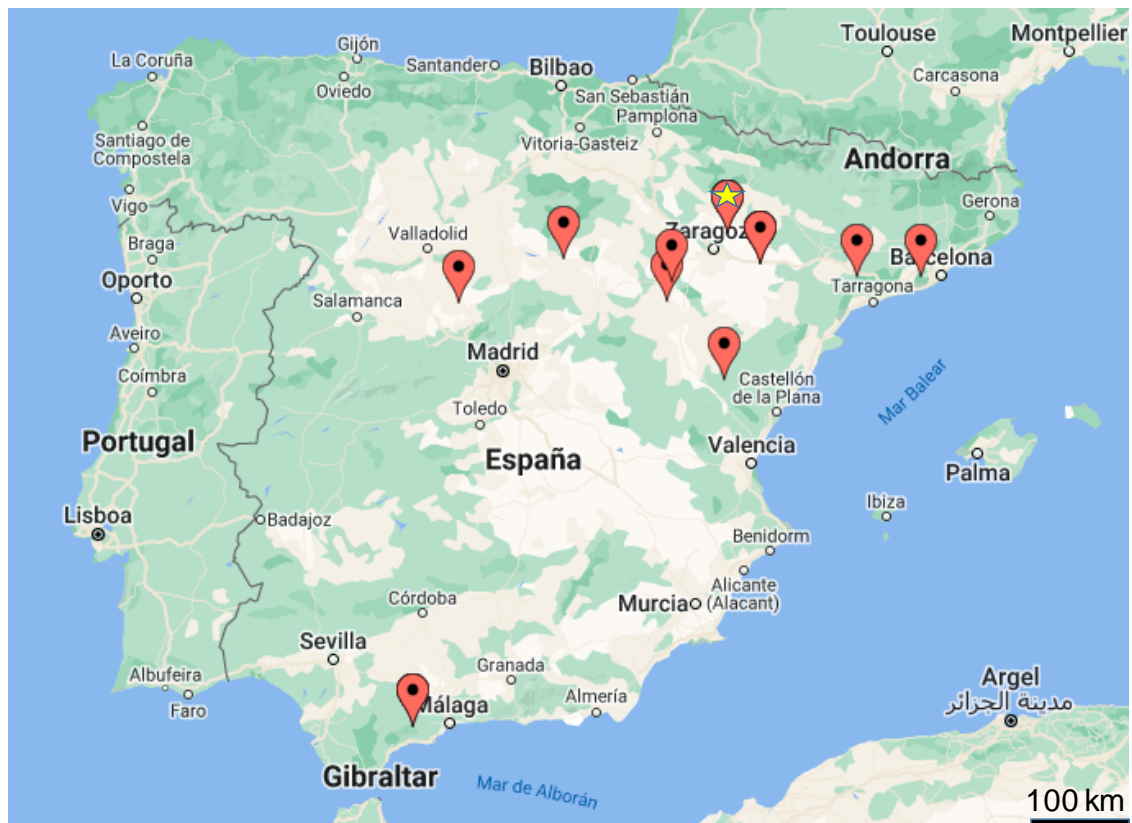 Toulouse
Montpellier
Gijón
La Coruña
Santander
Bilbao
Carcasona
Oviedo
San Sebastián
Pamplona
Santiago de
Compostela
Vitoria-Gasteiz
Andorra
Vigo
Gerona
Valladolid
Zaragoz
Braga
Barcelona
Oporto
Tarragona
Salamanca
Aveiro
Madrid
Coímbra
Castellón
de la Plana
Mar Balear
Toledo
Portugal
España
Valencia
Palma
Ibiza
Lisboa
Badajoz
Benidorm
Alicante
(Alacant)
Córdoba
Murcia
Sevilla
Granada
Albufeira
Almería
Argel
مدينة الجزائر
Faro
Málaga
Gibraltar
Mar de Alborán
100 km